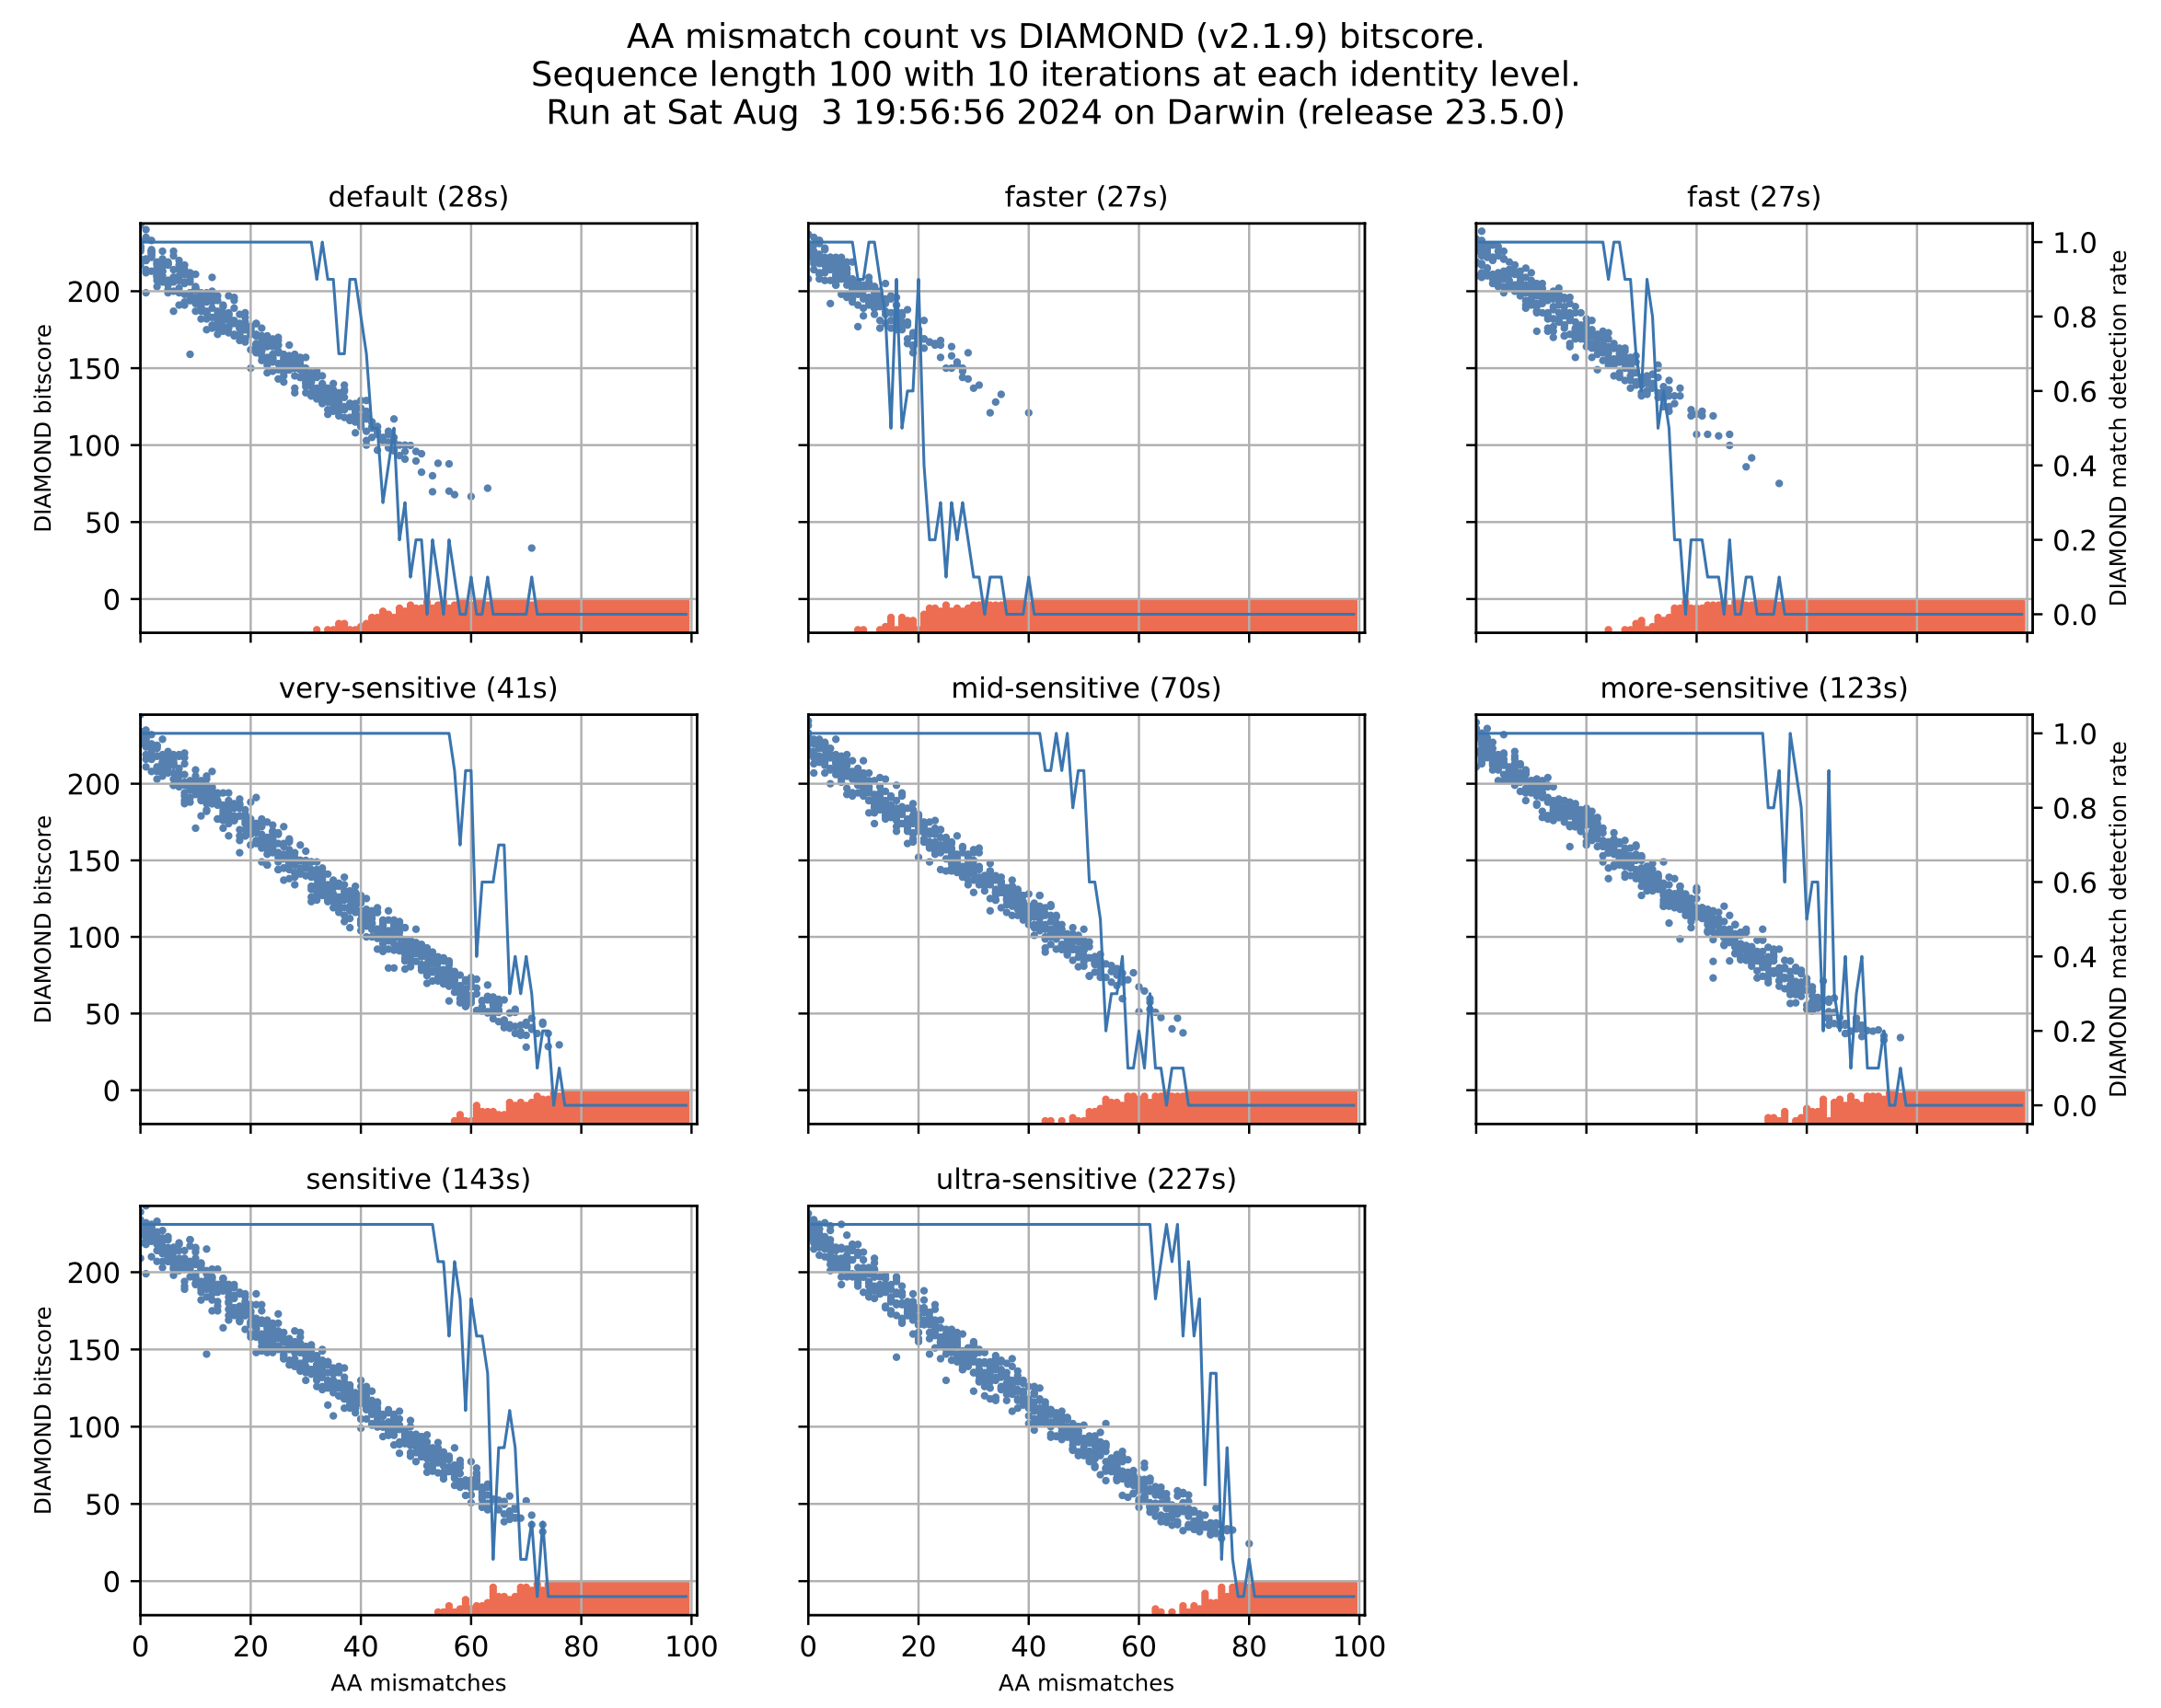 AA mismatch count vs DIAMOND (v2.1.9) bitscore.
Sequence length 100 with 10 iterations at each identity level.
Run at Sat Aug  3 19:56:56 2024 on Darwin (release 23.5.0)
default (28s)
faster (27s)
fast (27s)
DIAMOND bitscore
200
150
100
50
0
1.0
0.8
0.6
0.4
0.2
0.0
DIAMOND match detection rate
very-sensitive (41s)
mid-sensitive (70s)
more-sensitive (123s)
DIAMOND bitscore
200
150
100
50
0
1.0
0.8
0.6
0.4
0.2
0.0
DIAMOND match detection rate
sensitive (143s)
ultra-sensitive (227s)
DIAMOND bitscore
200
150
100
50
0
0 20 40 60 80 100
0 20 40 60 80 100
AA mismatches
AA mismatches